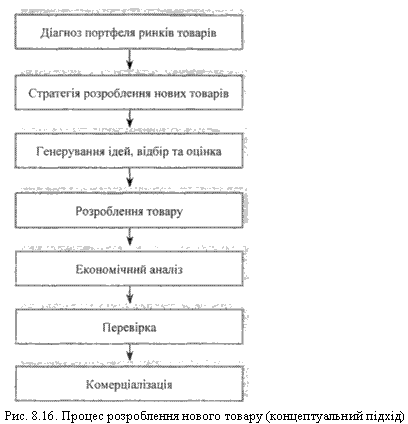 Діагноз портфеля ринків товарів
Стратегія розроблення нових товарів
Генерування ідей, відбір та оцінка
Розроблення товару
Економічний аналіз
Перевірка
Комерціалізація
Рис. 8.16. Процес розроблення нового товару (концептуальний підхід)